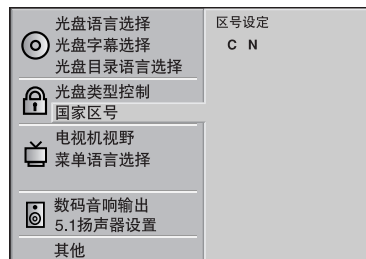 光盘语言选择
光盘字幕选择
光盘目录语言选择
光盘类型控制
国家区号
电视机视野
菜单语言选择
数码音响输出
5.1扬声器设置
其他
区号设定
C N